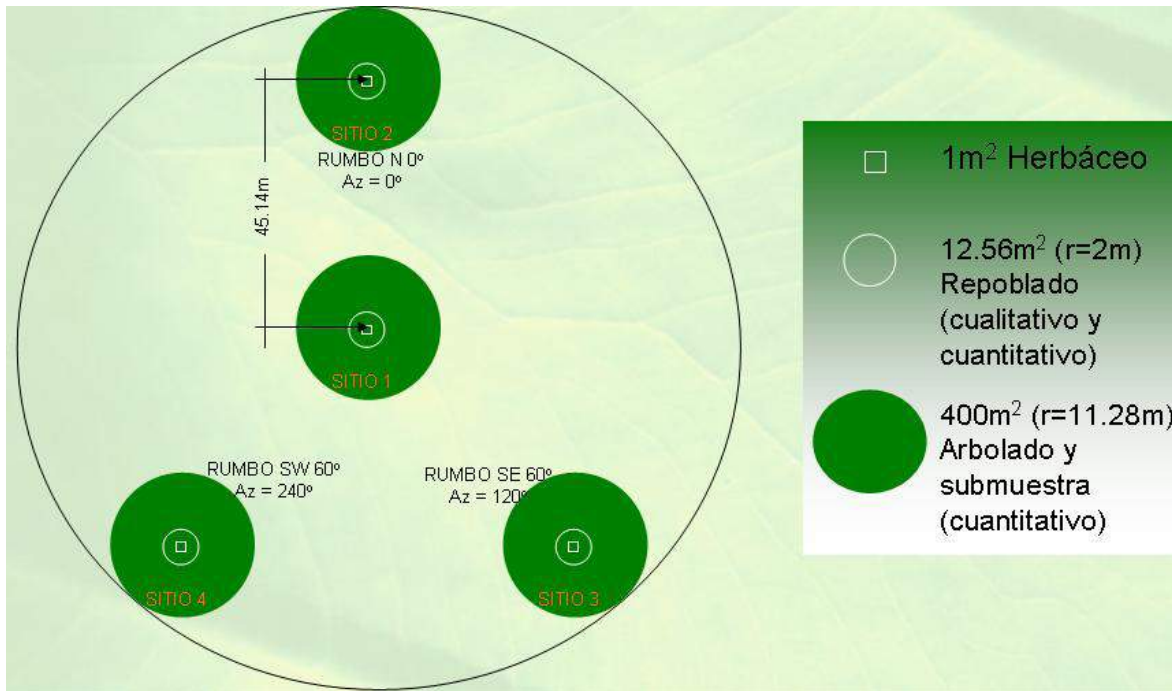 SITIO 2
RUMBO N 0º
Az = 0º
45.14m
SITIO 1
RUMBO SW 60º
Az = 240º
RUMBO SE 60º
Az = 120º
SITIO 4
SITIO 3
1m² Herbáceo
12.56m² (r=2m)
Repoblado
(cualitativo y
cuantitativo)
400m² (r=11.28m)
Arbolado y
submuestra
(cuantitativo)